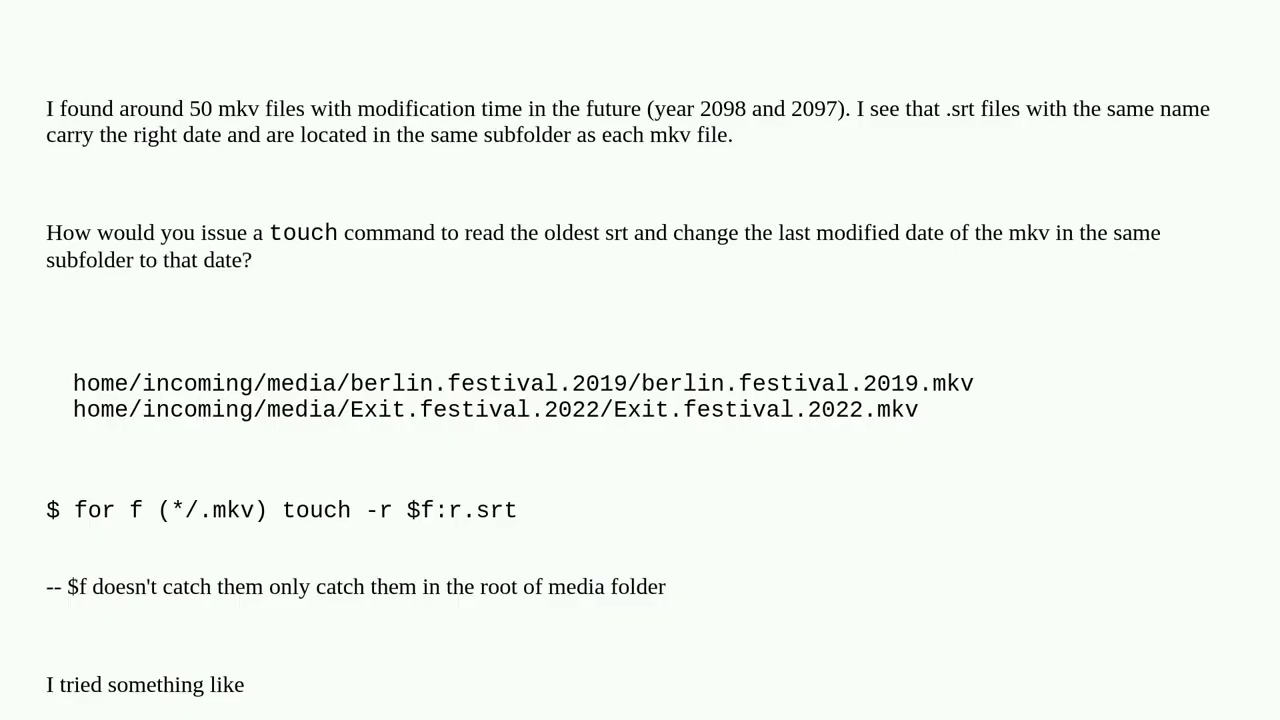 I found around 50 mkv files with modification time in the future (year 2098 and 2097). I see that .srt files with the same name
carry the right date and are located in the same subfolder as each mkv file.
How would you issue a touch command to read the oldest srt and change the last modified date of the mkv in the same
subfolder to that date?
home/incoming/media/berlin.festival.2019/berlin.festival.2019.mkv
home/incoming/media/Exit.festival.2022/Exit.festival.2022.mkv
$ for f (*/.mkv) touch -r $f:r.srt
-- $f doesn't catch them only catch them in the root of media folder
I tried something like